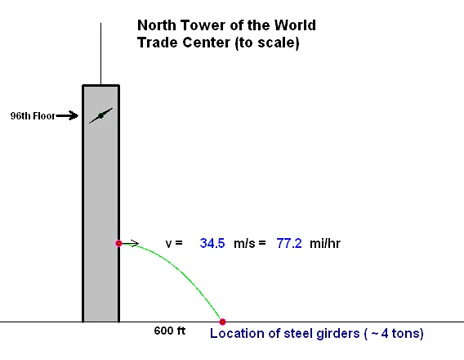 North Tower of the World
Trade Center (to scale)
96th Floor
v = 34.5 m/s = 77.2 mi/hr
600 ft
Location of steel girders ( ~ 4 tons)